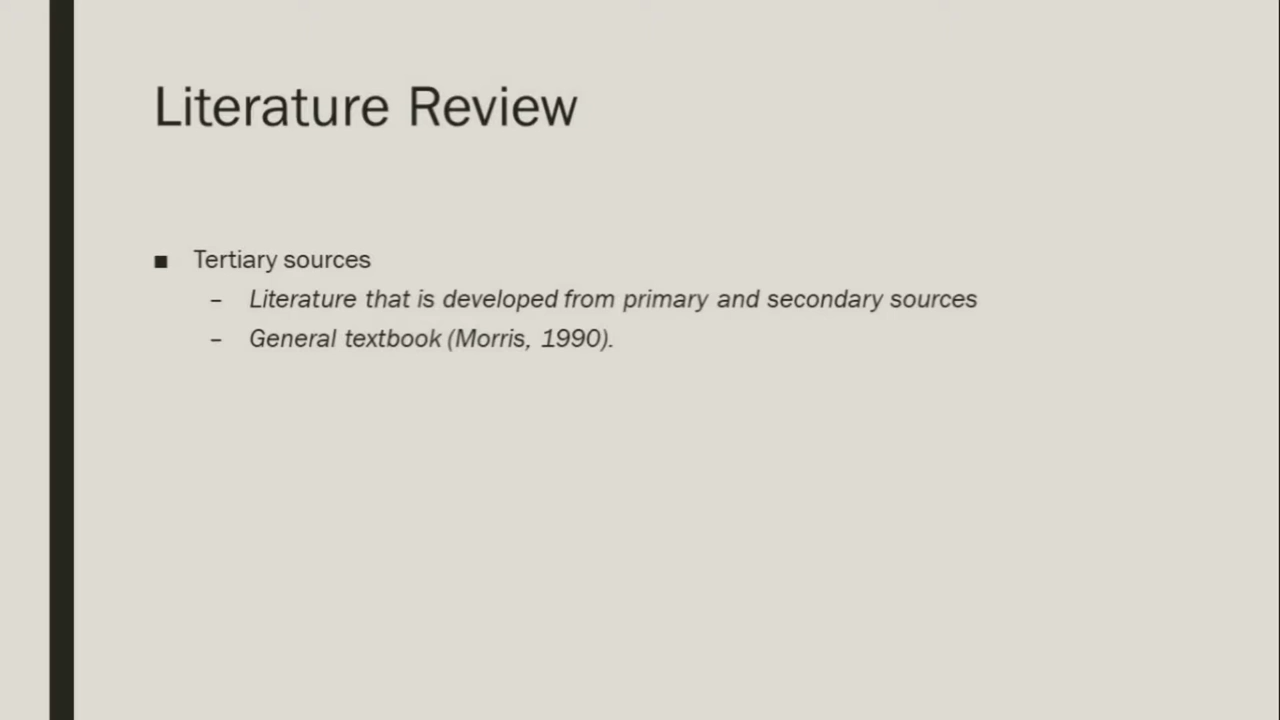 Literature Review
■ Tertiary sources
– Literature that is developed from primary and secondary sources
– General textbook (Morris, 1990).